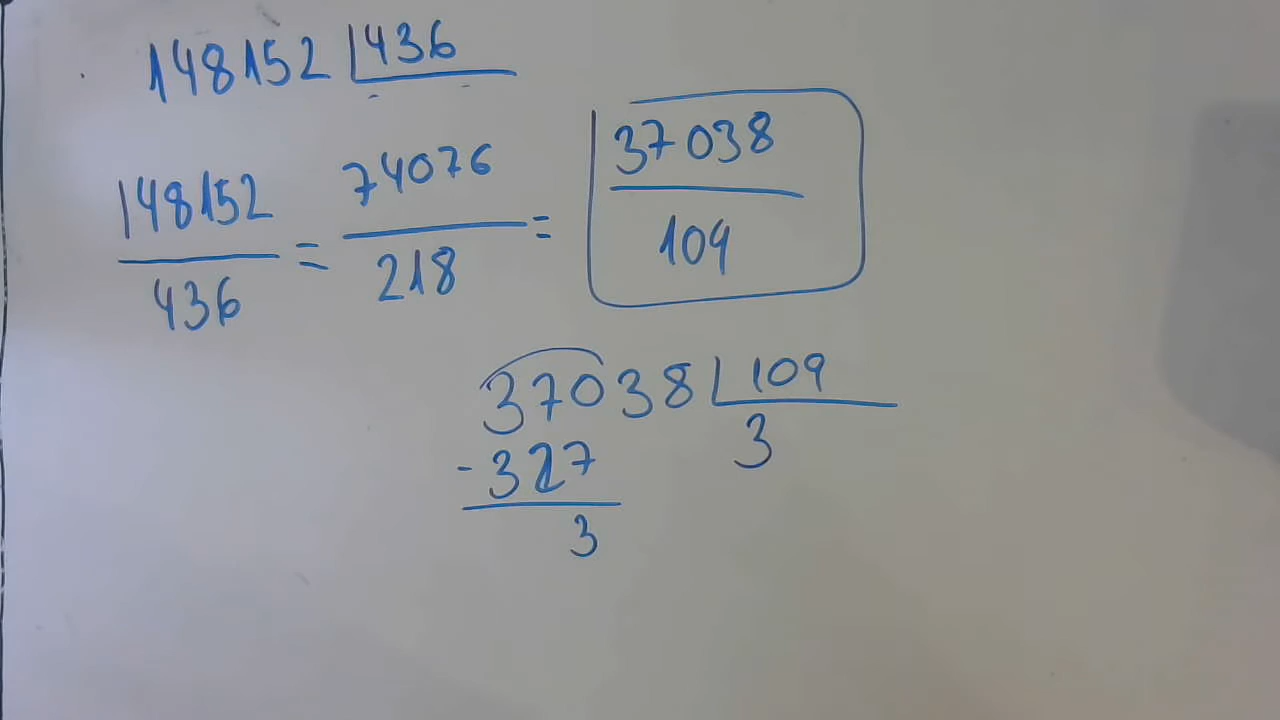 148152 | 436
148152/436 = 74076/218 = 37038/109
37038 | 109
-327 3
3